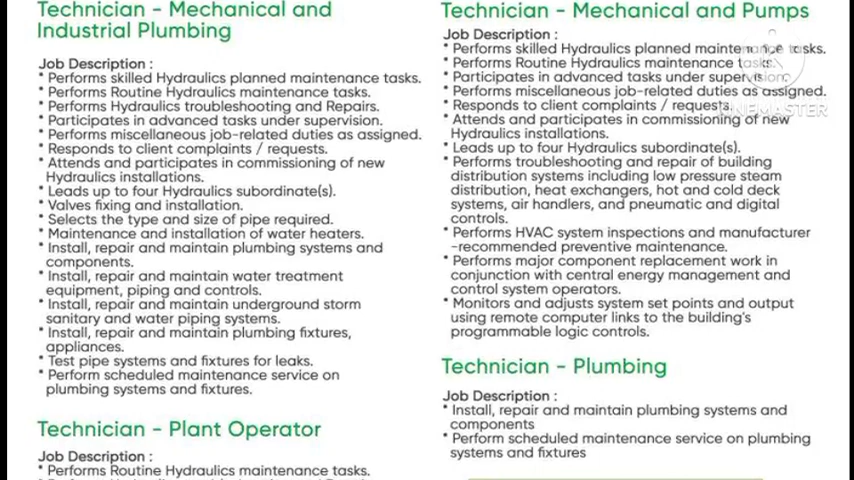 Technician - Mechanical and
Industrial Plumbing
Job Description :
* Performs skilled Hydraulics planned maintenance tasks.
* Performs Routine Hydraulics maintenance tasks.
* Performs Hydraulics troubleshooting and Repairs.
* Participates in advanced tasks under supervision.
* Performs miscellaneous job-related duties as assigned.
* Responds to client complaints / requests.
* Attends and participates in commissioning of new
Hydraulics installations.
* Leads up to four Hydraulics subordinate(s).
* Valves fixing and installation.
* Selects the type and size of pipe required.
* Maintenance and installation of water heaters.
* Install, repair and maintain plumbing systems and
components.
* Install, repair and maintain water treatment
equipment, piping and controls.
* Install, repair and maintain underground storm
sanitary and water piping systems.
* Install, repair and maintain plumbing fixtures,
appliances.
* Test pipe systems and fixtures for leaks.
* Perform scheduled maintenance service on
plumbing systems and fixtures.
Technician - Plant Operator
Job Description :
* Performs Routine Hydraulics maintenance tasks.
Technician - Mechanical and Pumps
Job Description :
* Performs skilled Hydraulics planned maintenance tasks.
* Performs Routine Hydraulics maintenance tasks.
* Participates in advanced tasks under supervision.
* Performs miscellaneous job-related duties as assigned.
* Responds to client complaints / requests.
* Attends and participates in commissioning of new
Hydraulics installations.
* Leads up to four Hydraulics subordinate(s).
* Performs troubleshooting and repair of building
distribution systems including low pressure steam
distribution, heat exchangers, hot and cold deck
systems, air handlers, and pneumatic and digital
controls.
* Performs HVAC system inspections and manufacturer
-recommended preventive maintenance.
* Performs major component replacement work in
conjunction with central energy management and
control system operators.
* Monitors and adjusts system set points and output
using remote computer links to the building's
programmable logic controls.
Technician - Plumbing
Job Description :
* Install, repair and maintain plumbing systems and
components
* Perform scheduled maintenance service on plumbing
systems and fixtures